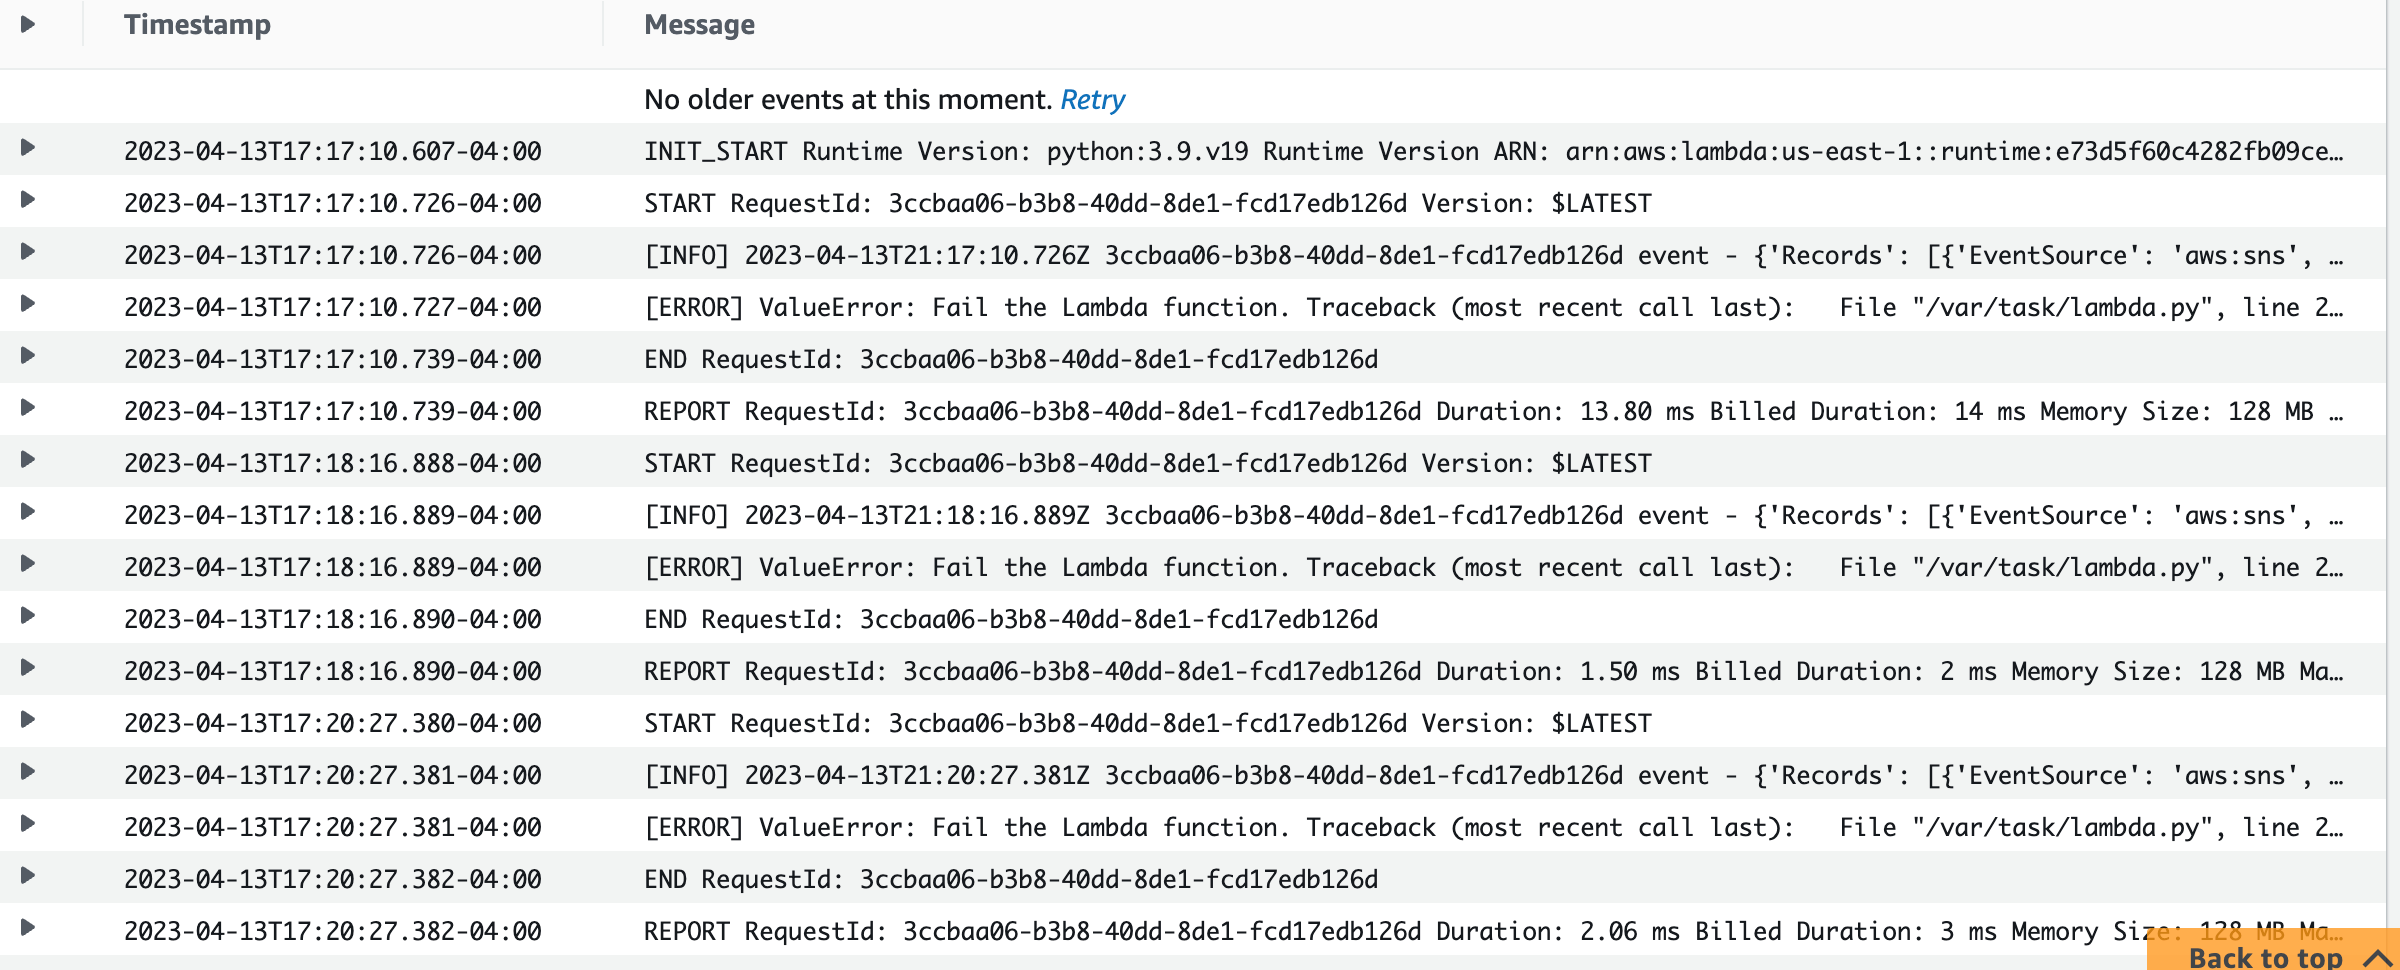 Timestamp Message
No older events at this moment. Retry
2023-04-13T17:17:10.607-04:00 INIT_START Runtime Version: python:3.9.v19 Runtime Version ARN: arn:aws:lambda:us-east-1::runtime:e73d5f60c4282fb09ce…
2023-04-13T17:17:10.726-04:00 START RequestId: 3ccbaa06-b3b8-40dd-8de1-fcd17edb126d Version: $LATEST
2023-04-13T17:17:10.726-04:00 [INFO] 2023-04-13T21:17:10.726Z 3ccbaa06-b3b8-40dd-8de1-fcd17edb126d event - {'Records': [{'EventSource': 'aws:sns', …
2023-04-13T17:17:10.727-04:00 [ERROR] ValueError: Fail the Lambda function. Traceback (most recent call last):   File "/var/task/lambda.py", line 2…
2023-04-13T17:17:10.739-04:00 END RequestId: 3ccbaa06-b3b8-40dd-8de1-fcd17edb126d
2023-04-13T17:17:10.739-04:00 REPORT RequestId: 3ccbaa06-b3b8-40dd-8de1-fcd17edb126d Duration: 13.80 ms Billed Duration: 14 ms Memory Size: 128 MB …
2023-04-13T17:18:16.888-04:00 START RequestId: 3ccbaa06-b3b8-40dd-8de1-fcd17edb126d Version: $LATEST
2023-04-13T17:18:16.889-04:00 [INFO] 2023-04-13T21:18:16.889Z 3ccbaa06-b3b8-40dd-8de1-fcd17edb126d event - {'Records': [{'EventSource': 'aws:sns', …
2023-04-13T17:18:16.889-04:00 [ERROR] ValueError: Fail the Lambda function. Traceback (most recent call last):   File "/var/task/lambda.py", line 2…
2023-04-13T17:18:16.890-04:00 END RequestId: 3ccbaa06-b3b8-40dd-8de1-fcd17edb126d
2023-04-13T17:18:16.890-04:00 REPORT RequestId: 3ccbaa06-b3b8-40dd-8de1-fcd17edb126d Duration: 1.50 ms Billed Duration: 2 ms Memory Size: 128 MB Ma…
2023-04-13T17:20:27.380-04:00 START RequestId: 3ccbaa06-b3b8-40dd-8de1-fcd17edb126d Version: $LATEST
2023-04-13T17:20:27.381-04:00 [INFO] 2023-04-13T21:20:27.381Z 3ccbaa06-b3b8-40dd-8de1-fcd17edb126d event - {'Records': [{'EventSource': 'aws:sns', …
2023-04-13T17:20:27.381-04:00 [ERROR] ValueError: Fail the Lambda function. Traceback (most recent call last):   File "/var/task/lambda.py", line 2…
2023-04-13T17:20:27.382-04:00 END RequestId: 3ccbaa06-b3b8-40dd-8de1-fcd17edb126d
2023-04-13T17:20:27.382-04:00 REPORT RequestId: 3ccbaa06-b3b8-40dd-8de1-fcd17edb126d Duration: 2.06 ms Billed Duration: 3 ms Memory Size: 128 MB Ma…
Back to top